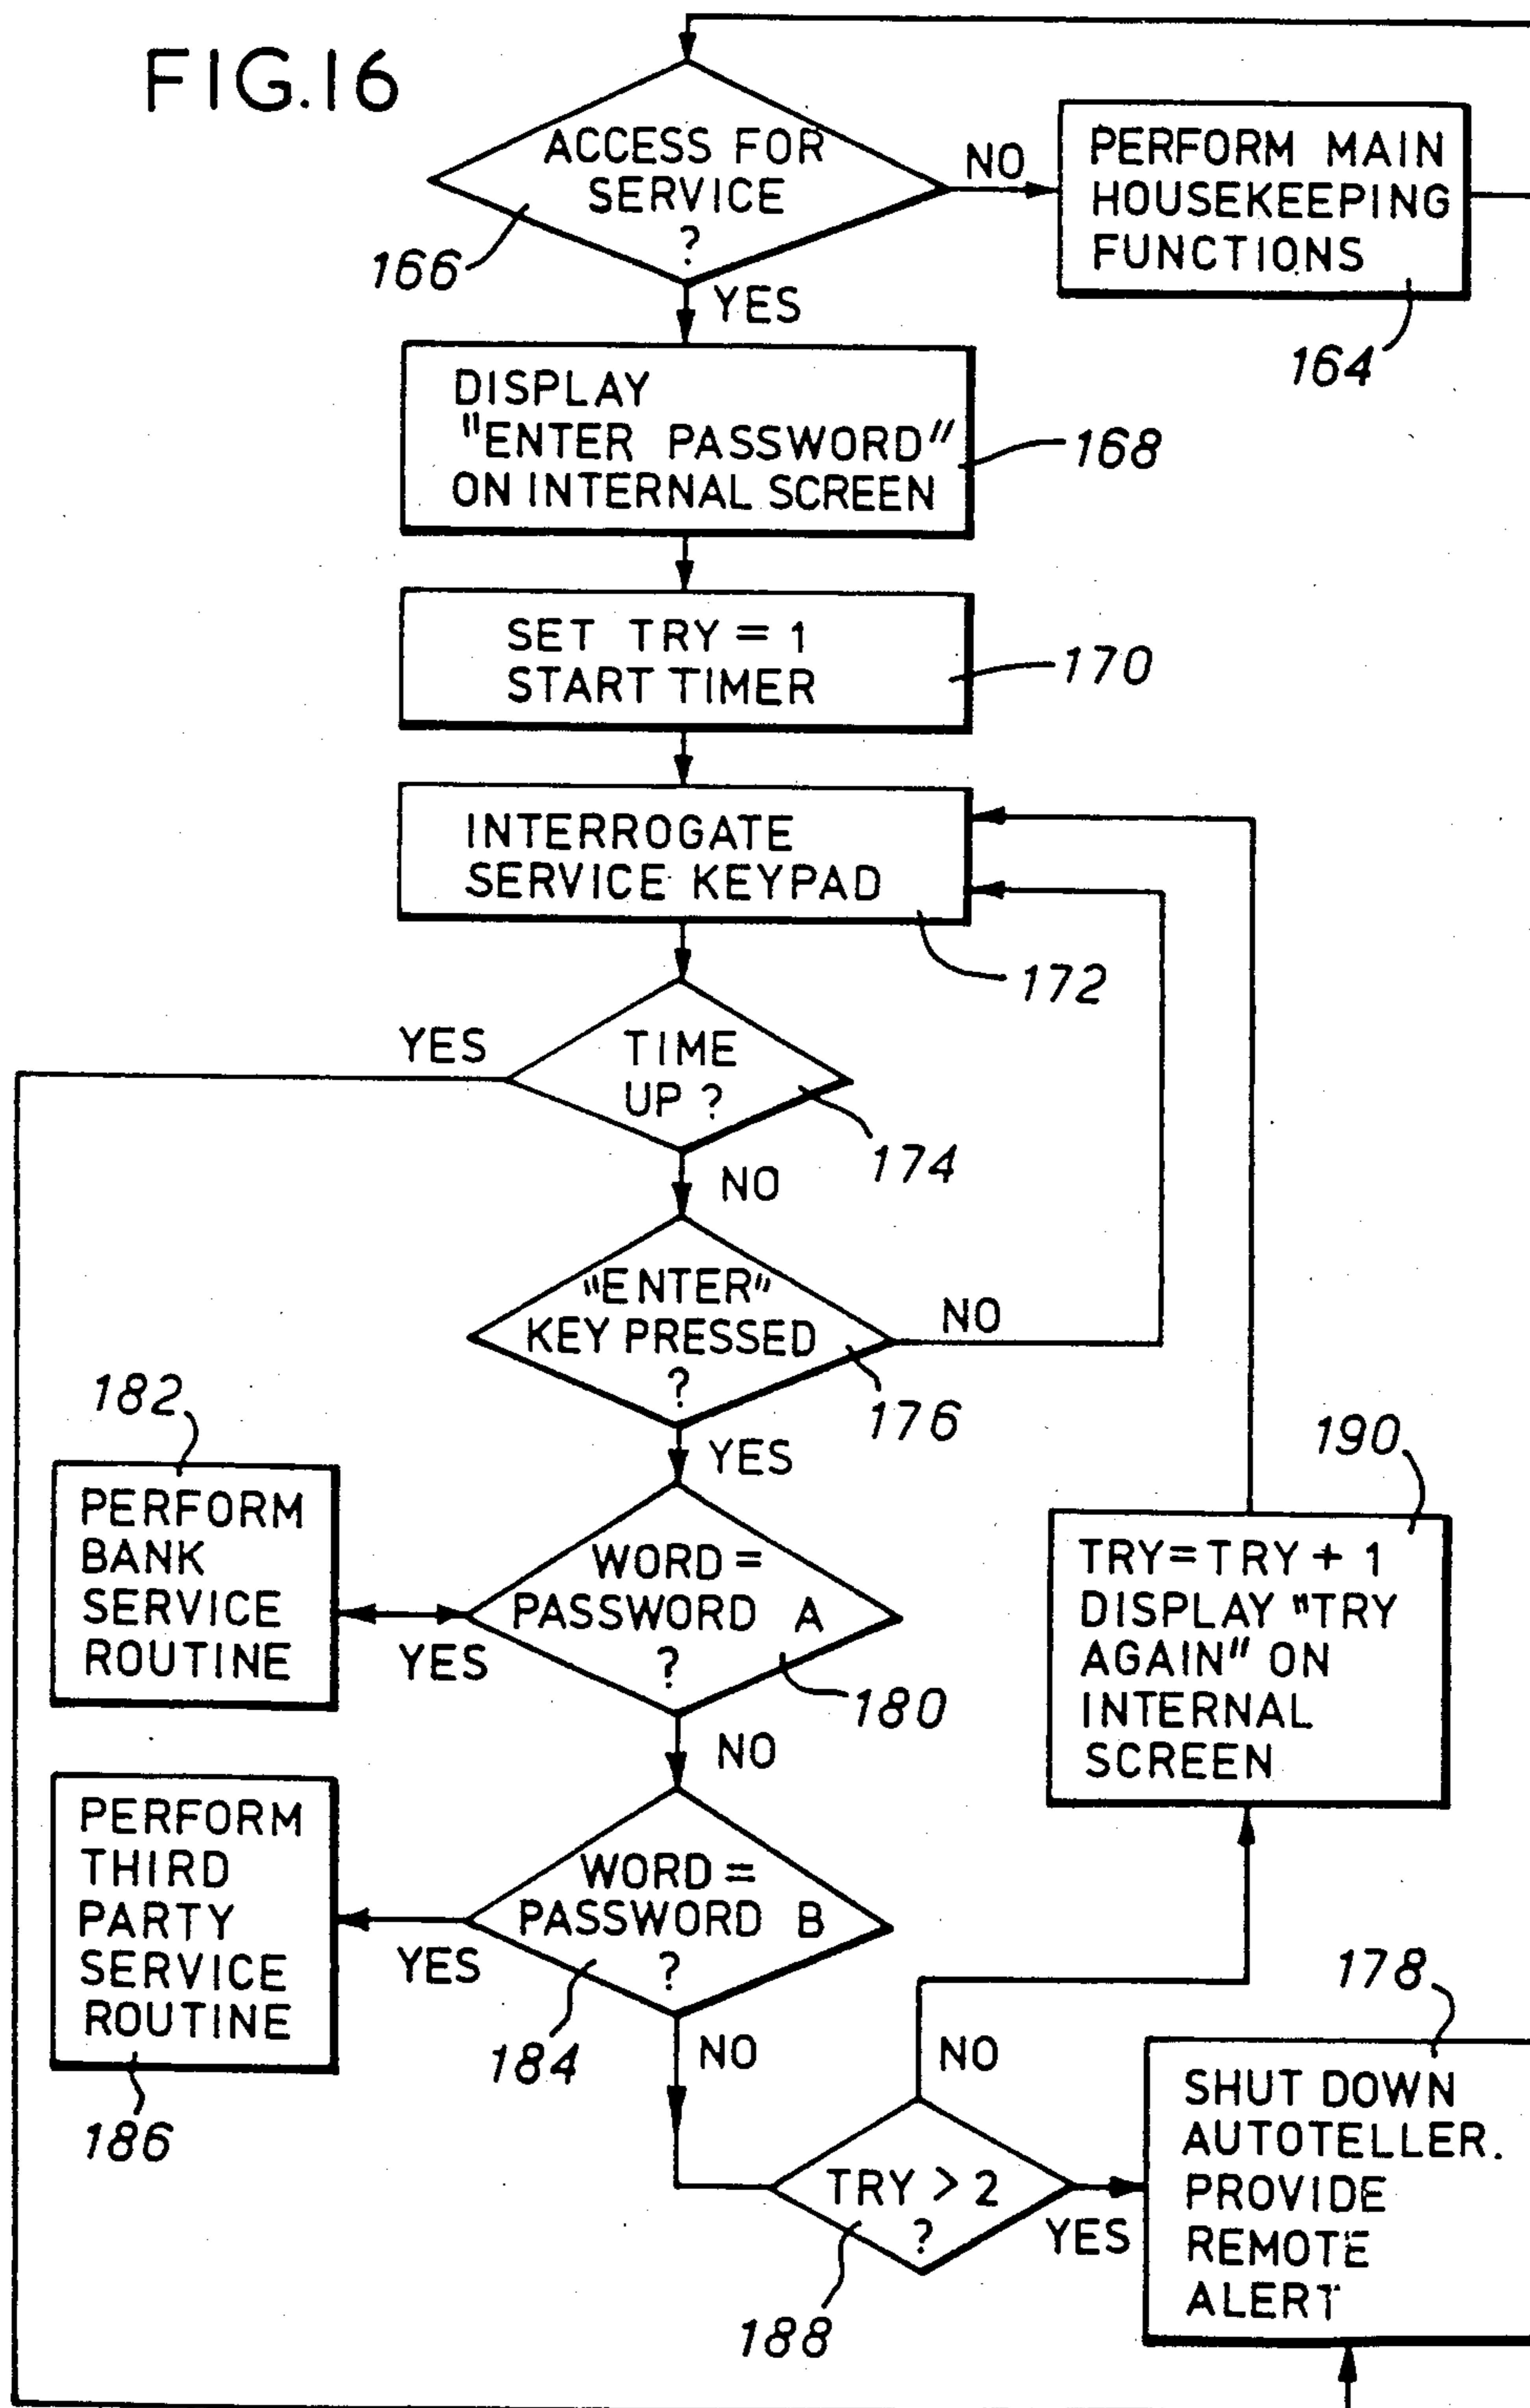 FIG.16
ACCESS FOR
SERVICE
?
166
NO
PERFORM MAIN
HOUSEKEEPING
FUNCTIONS
164
YES
DISPLAY
"ENTER PASSWORD"
ON INTERNAL SCREEN
168
SET TRY = 1
START TIMER
170
INTERROGATE
SERVICE KEYPAD
172
YES
TIME
UP ?
174
NO
"ENTER"
KEY PRESSED
?
NO
176
YES
182
PERFORM
BANK
SERVICE
ROUTINE
YES
WORD =
PASSWORD A
?
180
190
TRY=TRY + 1
DISPLAY "TRY
AGAIN" ON
INTERNAL
SCREEN
NO
PERFORM
THIRD
PARTY
SERVICE
ROUTINE
186
YES
WORD =
PASSWORD B
?
184
NO
NO
TRY > 2
?
188
YES
178
SHUT DOWN
AUTOTELLER.
PROVIDE
REMOTE
ALERT